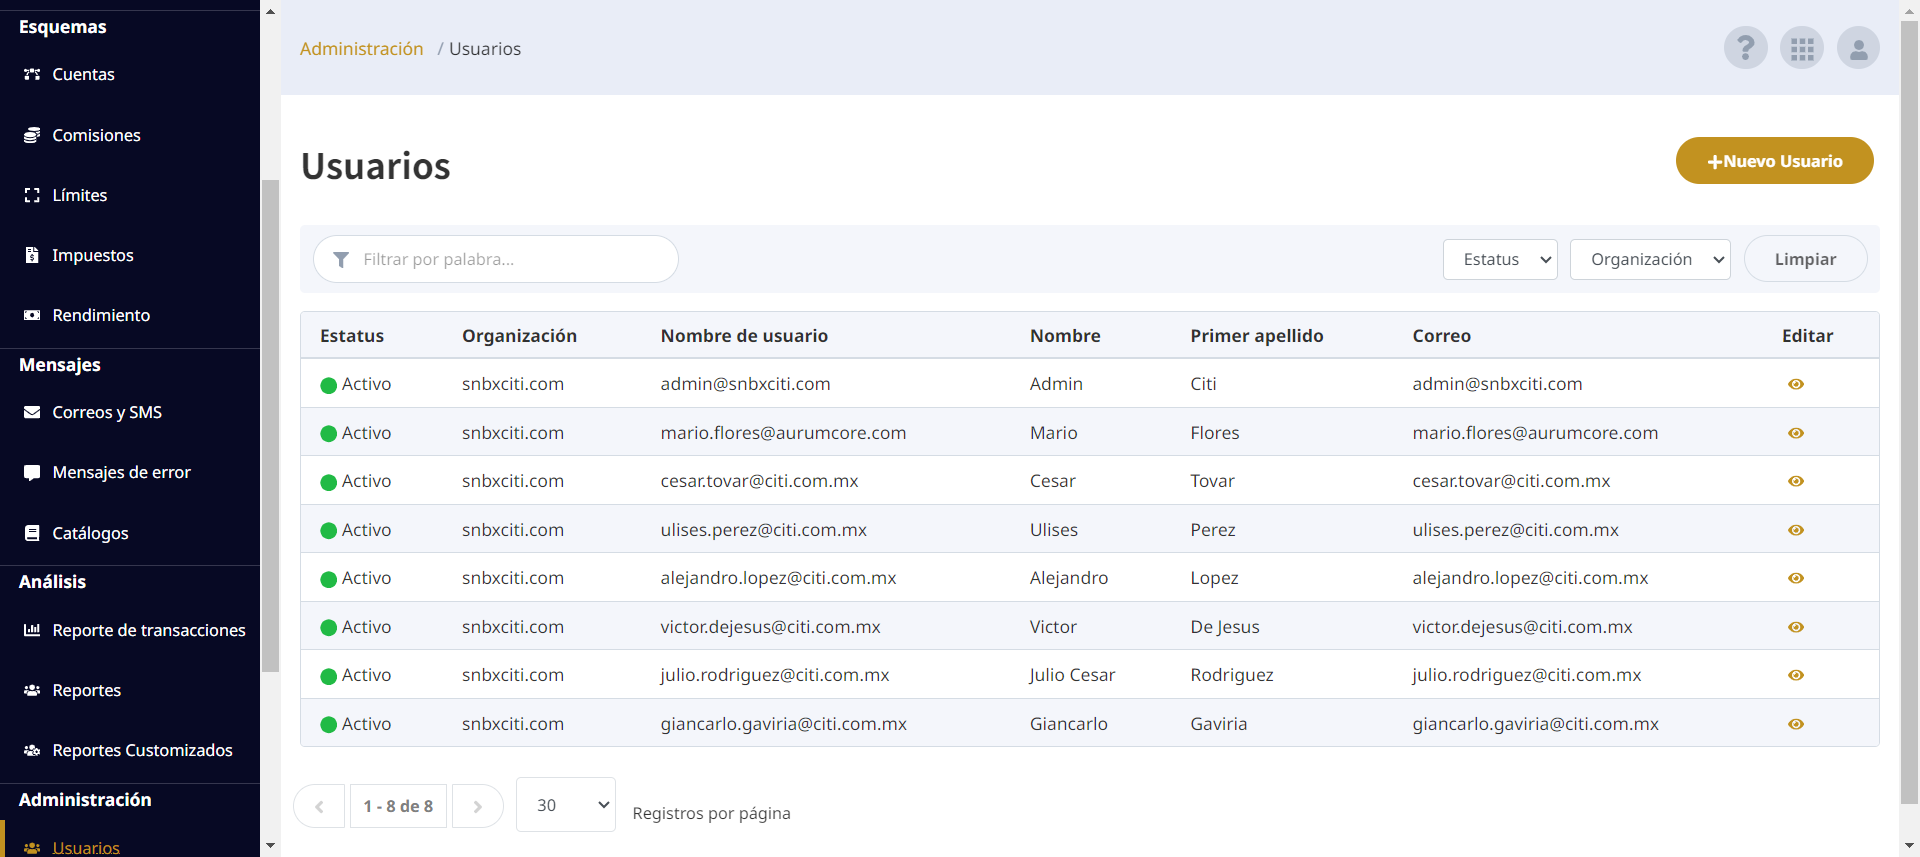 Esquemas
Cuentas
Comisiones
Límites
Impuestos
Rendimiento
Mensajes
Correos y SMS
Mensajes de error
Catálogos
Análisis
Reporte de transacciones
Reportes
Reportes Customizados
Administración
Usuarios
Administración / Usuarios
Usuarios
+Nuevo Usuario
Filtrar por palabra...
Estatus
Organización
Limpiar
Estatus Organización Nombre de usuario Nombre Primer apellido Correo Editar
Activo snbxciti.com admin@snbxciti.com Admin Citi admin@snbxciti.com
Activo snbxciti.com mario.flores@aurumcore.com Mario Flores mario.flores@aurumcore.com
Activo snbxciti.com cesar.tovar@citi.com.mx Cesar Tovar cesar.tovar@citi.com.mx
Activo snbxciti.com ulises.perez@citi.com.mx Ulises Perez ulises.perez@citi.com.mx
Activo snbxciti.com alejandro.lopez@citi.com.mx Alejandro Lopez alejandro.lopez@citi.com.mx
Activo snbxciti.com victor.dejesus@citi.com.mx Victor De Jesus victor.dejesus@citi.com.mx
Activo snbxciti.com julio.rodriguez@citi.com.mx Julio Cesar Rodriguez julio.rodriguez@citi.com.mx
Activo snbxciti.com giancarlo.gaviria@citi.com.mx Giancarlo Gaviria giancarlo.gaviria@citi.com.mx
1 - 8 de 8
30
Registros por página